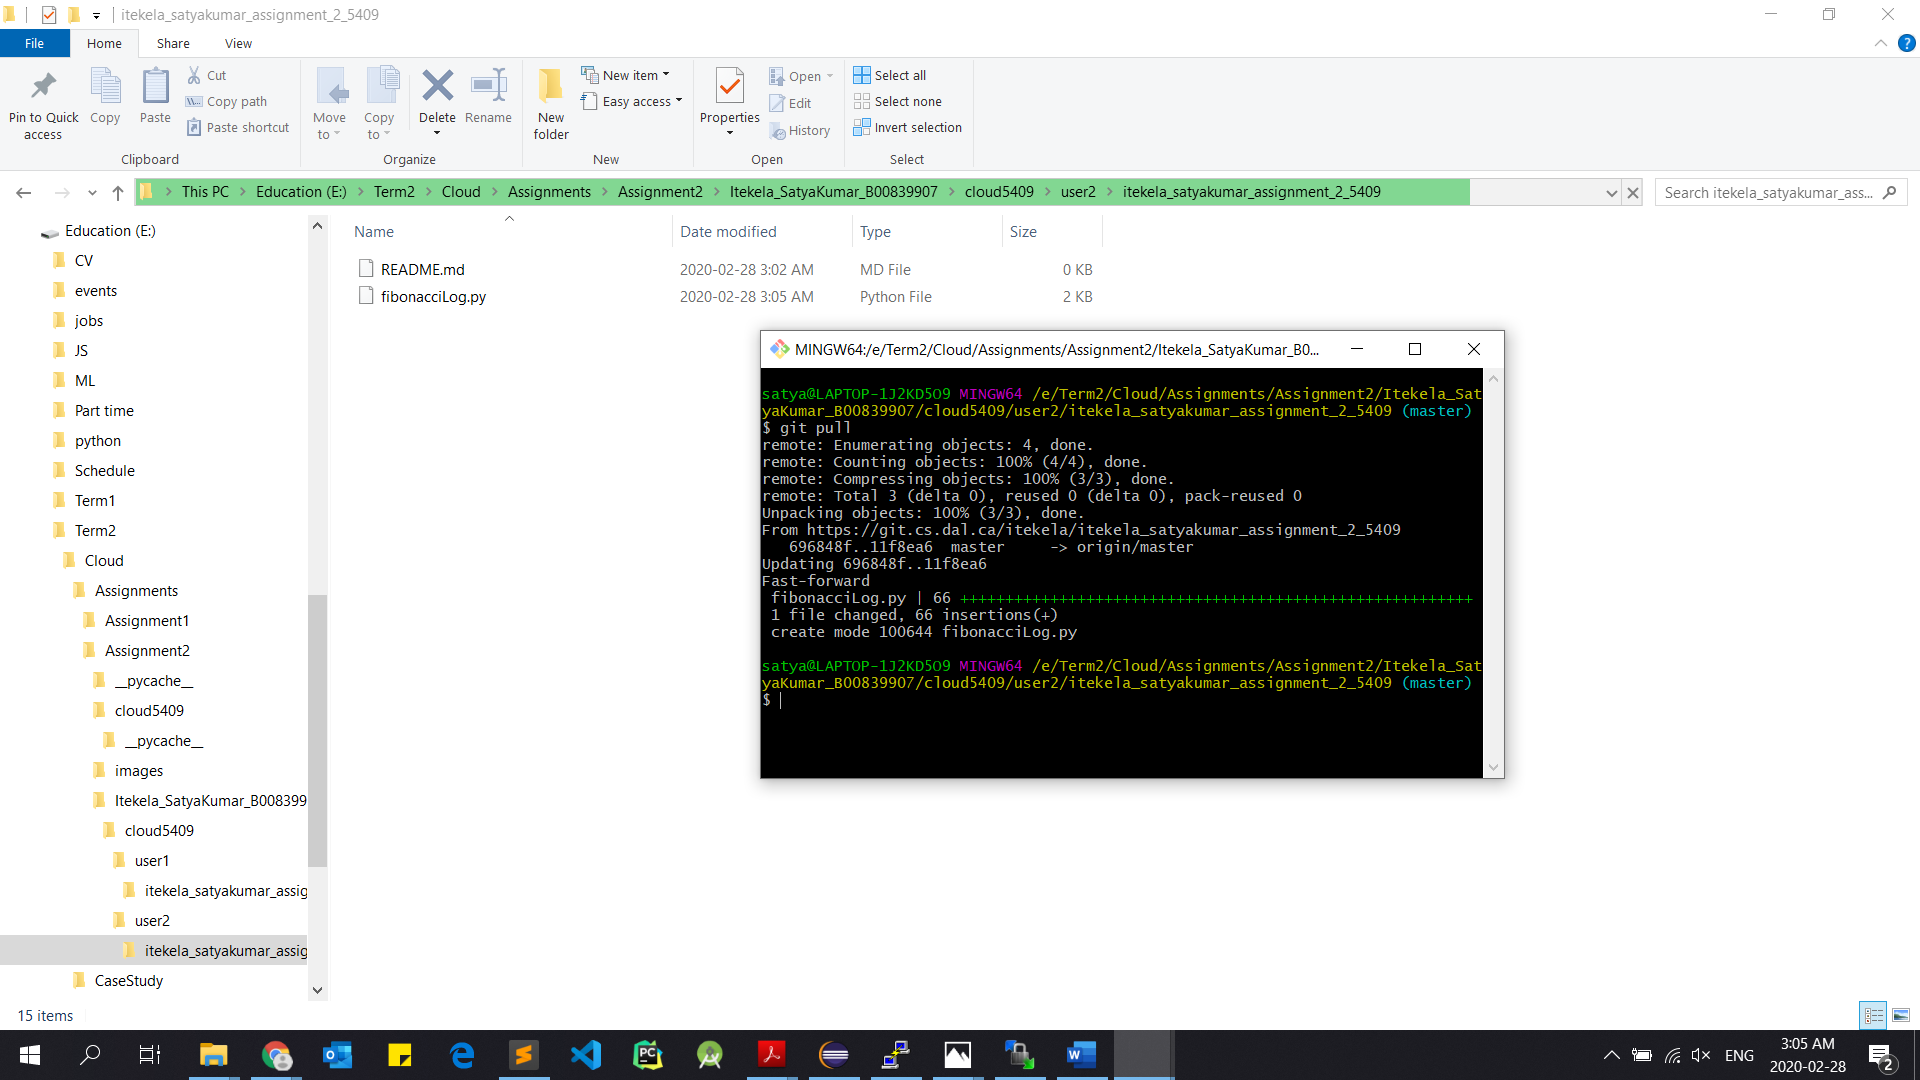 itekela_satyakumar_assignment_2_5409
File Home Share View
Pin to Quick access
Copy
Paste
Cut
Copy path
Paste shortcut
Clipboard
Move to
Copy to
Delete
Rename
Organize
New folder
New item
Easy access
New
Properties
Open
Edit
History
Open
Select all
Select none
Invert selection
Select
This PC Education (E:) Term2 Cloud Assignments Assignment2 Itekela_SatyaKumar_B00839907 cloud5409 user2 itekela_satyakumar_assignment_2_5409
Search itekela_satyakumar_ass...
Name Date modified Type Size
README.md 2020-02-28 3:02 AM MD File 0 KB
fibonacciLog.py 2020-02-28 3:05 AM Python File 2 KB
Education (E:)
CV
events
jobs
JS
ML
Part time
python
Schedule
Term1
Term2
Cloud
Assignments
Assignment1
Assignment2
__pycache__
cloud5409
__pycache__
images
Itekela_SatyaKumar_B008399
cloud5409
user1
itekela_satyakumar_assig
user2
itekela_satyakumar_assig
CaseStudy
15 items
MINGW64:/e/Term2/Cloud/Assignments/Assignment2/Itekela_SatyaKumar_B0...
satya@LAPTOP-1J2KD5O9 MINGW64 /e/Term2/Cloud/Assignments/Assignment2/Itekela_Sat
yaKumar_B00839907/cloud5409/user2/itekela_satyakumar_assignment_2_5409 (master)
$ git pull
remote: Enumerating objects: 4, done.
remote: Counting objects: 100% (4/4), done.
remote: Compressing objects: 100% (3/3), done.
remote: Total 3 (delta 0), reused 0 (delta 0), pack-reused 0
Unpacking objects: 100% (3/3), done.
From https://git.cs.dal.ca/itekela/itekela_satyakumar_assignment_2_5409
696848f..11f8ea6 master -> origin/master
Updating 696848f..11f8ea6
Fast-forward
fibonacciLog.py | 66 +++++++++++++++++++++++++++++++++++++++++++++++++++++++++
1 file changed, 66 insertions(+)
create mode 100644 fibonacciLog.py
satya@LAPTOP-1J2KD5O9 MINGW64 /e/Term2/Cloud/Assignments/Assignment2/Itekela_Sat
yaKumar_B00839907/cloud5409/user2/itekela_satyakumar_assignment_2_5409 (master)
$
ENG
3:05 AM
2020-02-28
2